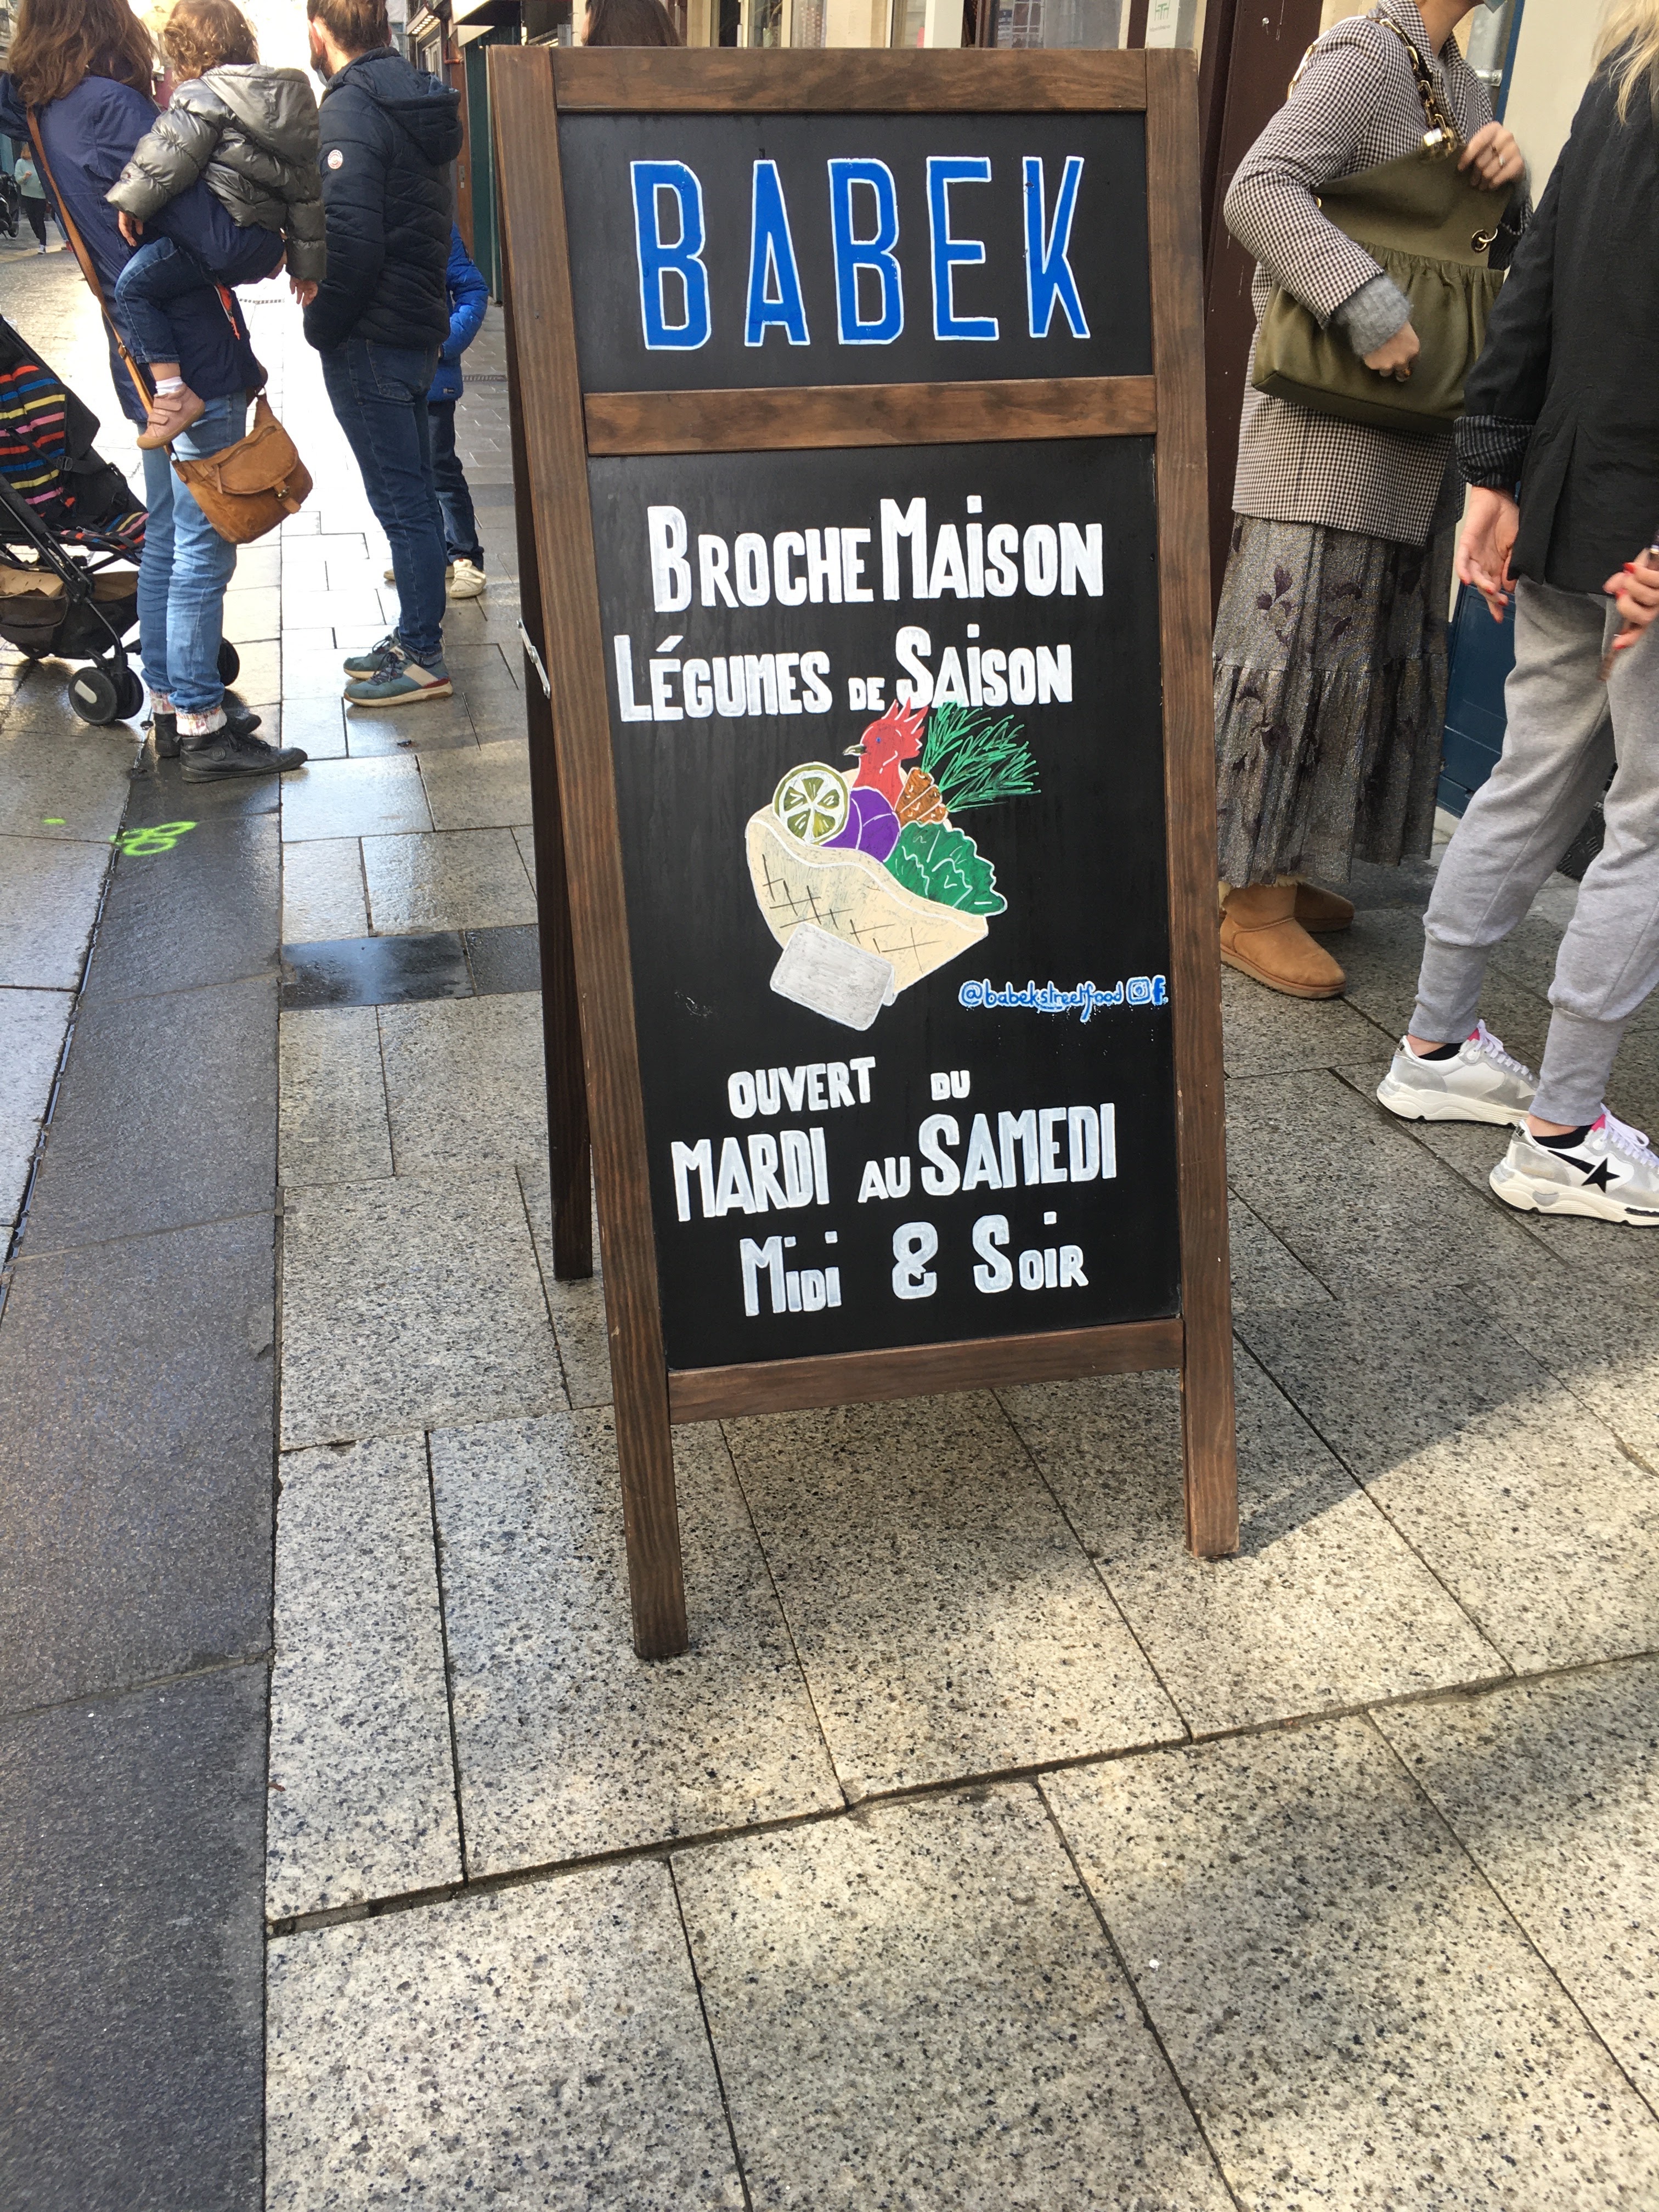 BABEK
BROCHE MAiSON
LÉGUMES DE SAiSON
@babekstreetfood
OUVERT DU
MARDI AU SAMEDI
MiDi & SOiR